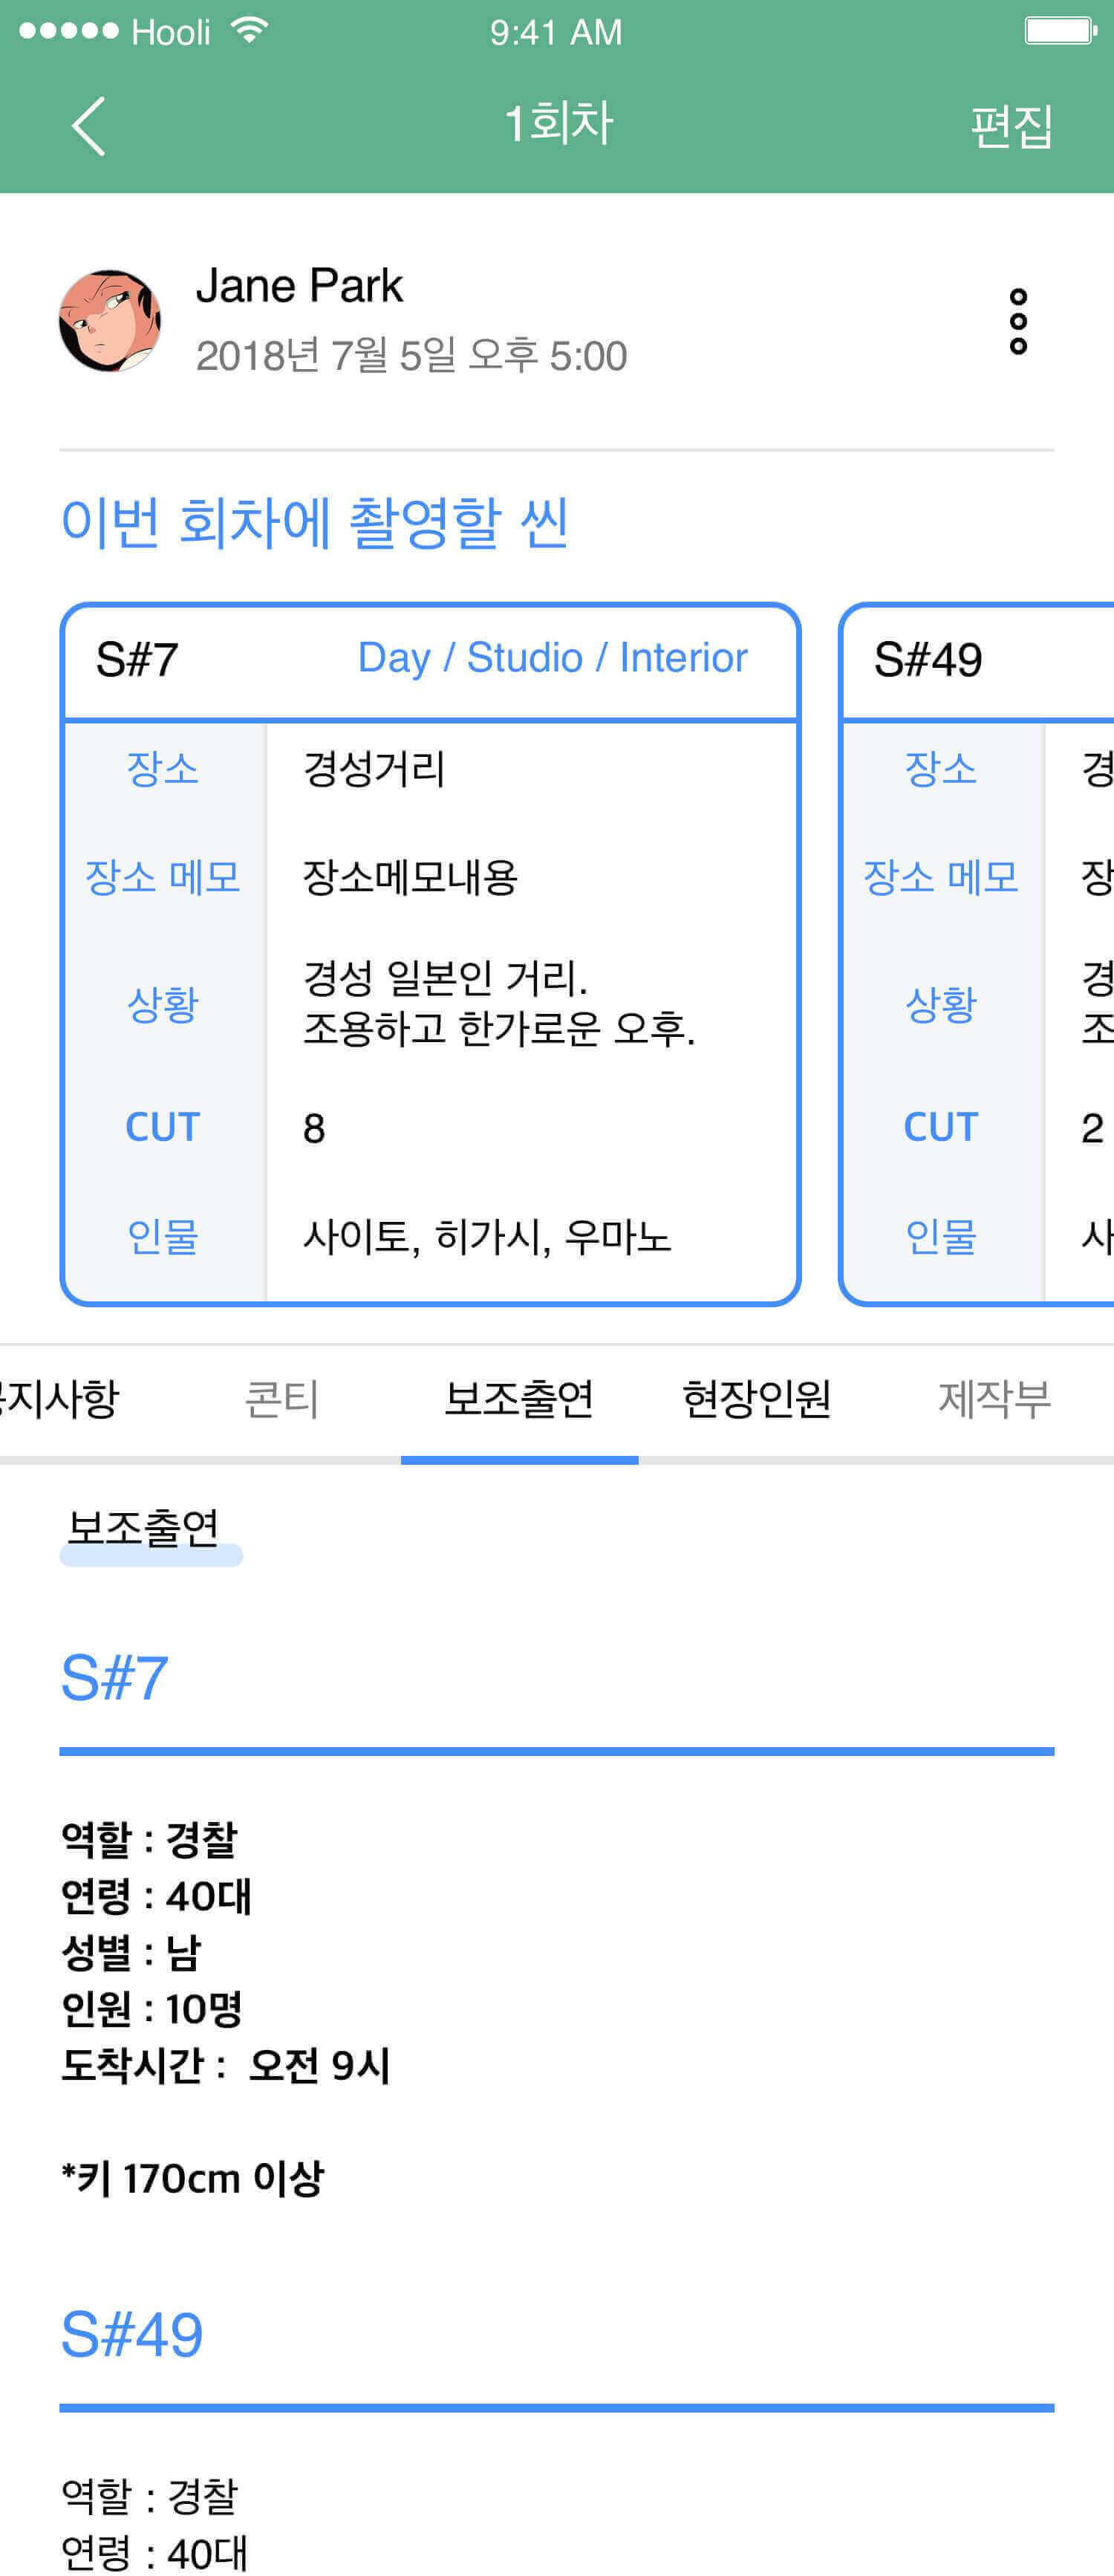 Hooli 9:41 AM
1회차 편집
Jane Park
2018년 7월 5일 오후 5:00
이번 회차에 촬영할 씬
S#7 Day / Studio / Interior
장소 경성거리
장소 메모 장소메모내용
상황 경성 일본인 거리.
조용하고 한가로운 오후.
CUT 8
인물 사이토, 히가시, 우마노
S#49
장소 경
장소 메모 장
상황 경
조
CUT 2
인물 사
지사항 콘티 보조출연 현장인원 제작부
보조출연
S#7
역할 : 경찰
연령 : 40대
성별 : 남
인원 : 10명
도착시간 : 오전 9시
*키 170cm 이상
S#49
역할 : 경찰
연령 : 40대